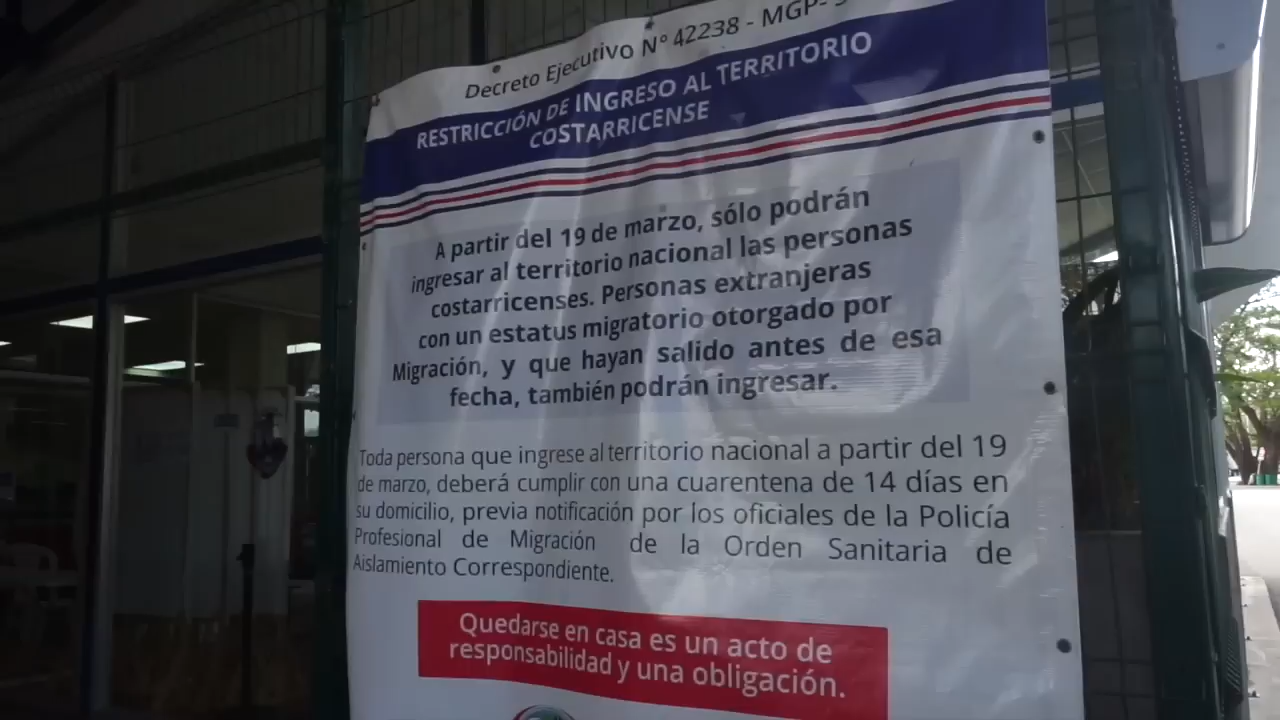 Decreto Ejecutivo N° 42238 - MGP-
RESTRICCIÓN DE INGRESO AL TERRITORIO
COSTARRICENSE
A partir del 19 de marzo, sólo podrán
ingresar al territorio nacional las personas
costarricenses. Personas extranjeras
con un estatus migratorio otorgado por
Migración, y que hayan salido antes de esa
fecha, también podrán ingresar.
Toda persona que ingrese al territorio nacional a partir del 19
de marzo, deberá cumplir con una cuarentena de 14 días en
su domicilio, previa notificación por los oficiales de la Policía
Profesional de Migración de la Orden Sanitaria de
Aislamiento Correspondiente.
Quedarse en casa es un acto de
responsabilidad y una obligación.